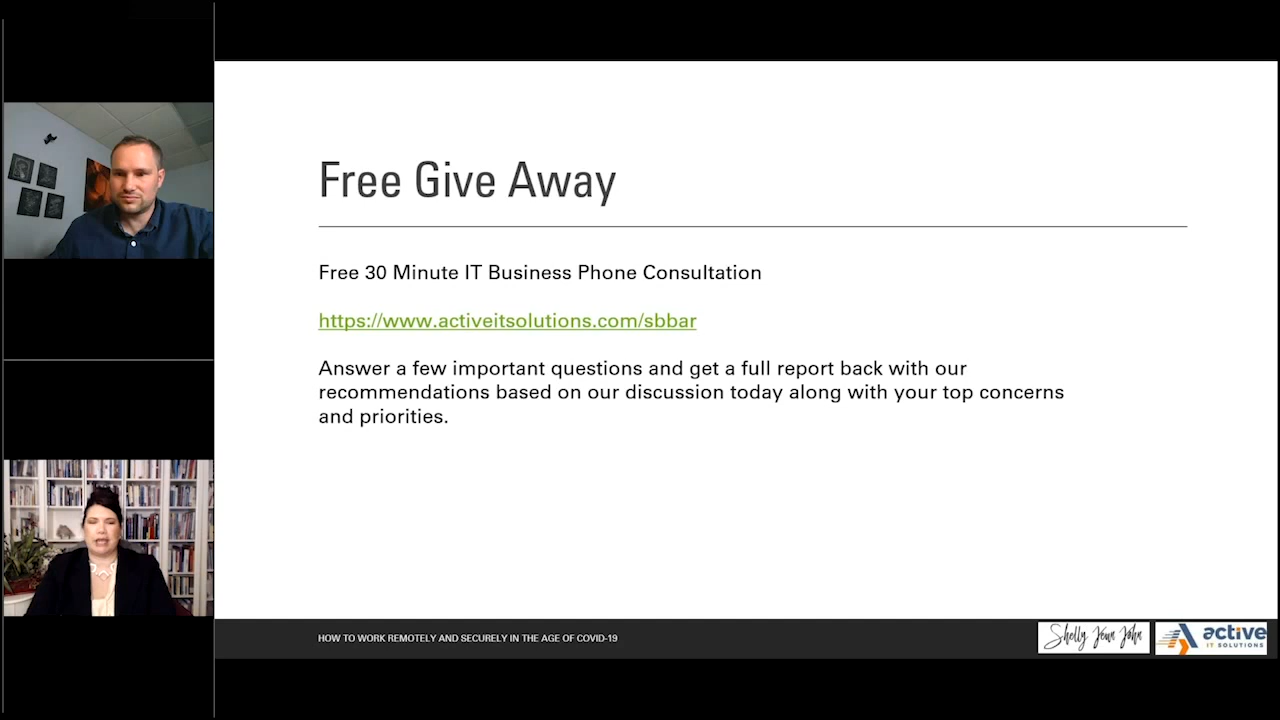 Free Give Away
Free 30 Minute IT Business Phone Consultation
https://www.activeitsolutions.com/sbbar
Answer a few important questions and get a full report back with our
recommendations based on our discussion today along with your top concerns
and priorities.
HOW TO WORK REMOTELY AND SECURELY IN THE AGE OF COVID-19
Shelly Jenn John
active
IT SOLUTIONS